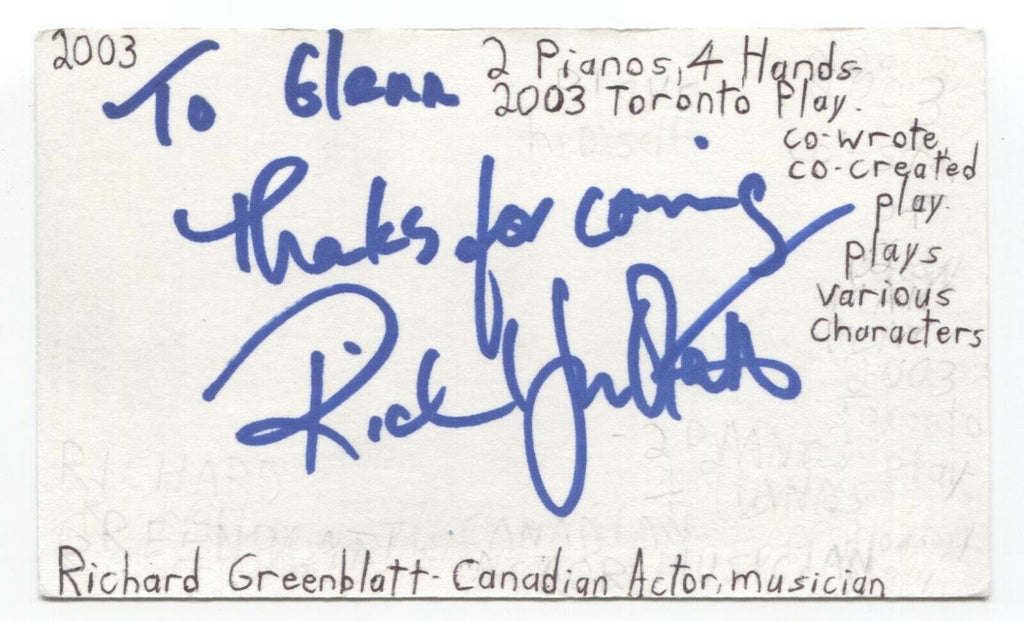 2003
To Glenn
2 Pianos, 4 Hands
2003 Toronto Play.
co-wrote,
co-created
play.
plays
various
characters
Thanks for coming
Richard Greenblatt - Canadian Actor, musician